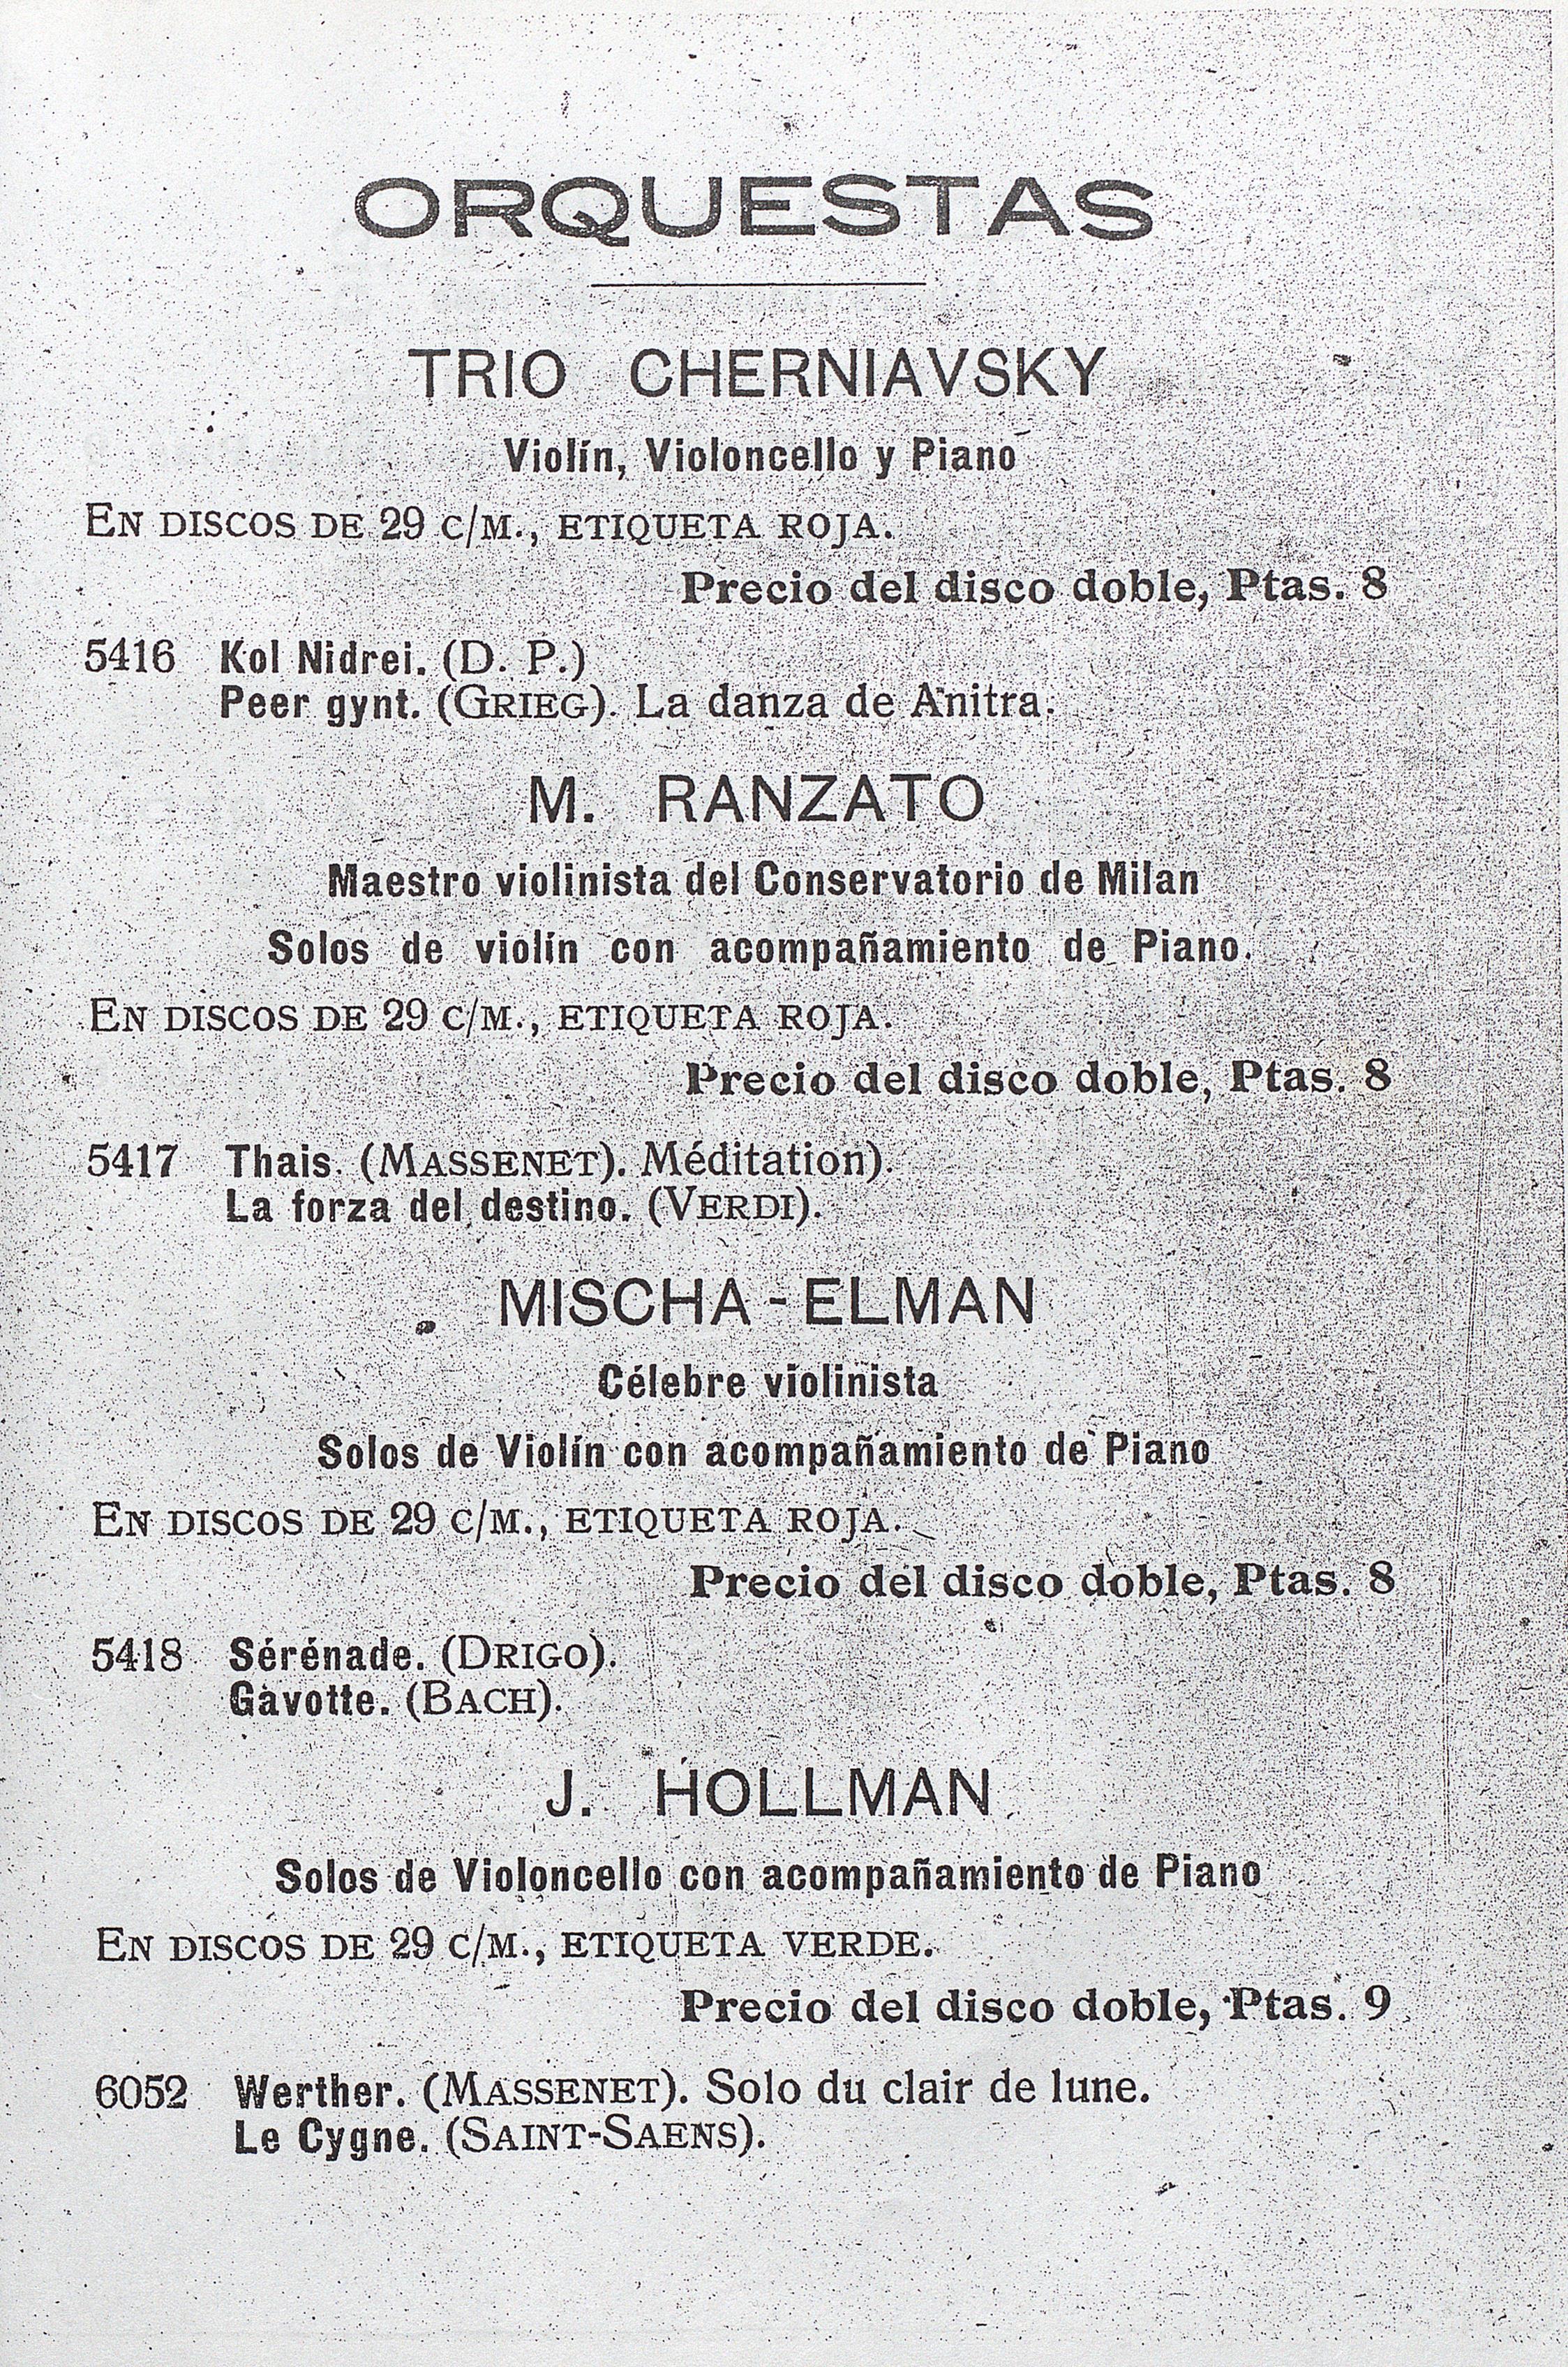 ORQUESTAS
TRIO CHERNIAVSKY
Violín, Violoncello y Piano
EN DISCOS DE 29 C/M., ETIQUETA ROJA.
Precio del disco doble, Ptas. 8
5416 Kol Nidrei. (D. P.)
Peer gynt. (GRIEG). La danza de Anitra.
M. RANZATO
Maestro violinista del Conservatorio de Milan
Solos de violín con acompañamiento de Piano.
EN DISCOS DE 29 C/M., ETIQUETA ROJA.
Precio del disco doble, Ptas. 8
5417 Thais. (MASSENET). Méditation).
La forza del destino. (VERDI).
MISCHA-ELMAN
Célebre violinista
Solos de Violín con acompañamiento de Piano
EN DISCOS DE 29 C/M., ETIQUETA ROJA.
Precio del disco doble, Ptas. 8
5418 Sérénade. (DRIGO).
Gavotte. (BACH).
J. HOLLMAN
Solos de Violoncello con acompañamiento de Piano
EN DISCOS DE 29 C/M., ETIQUETA VERDE.
Precio del disco doble, Ptas. 9
6052 Werther. (MASSENET). Solo du clair de lune.
Le Cygne. (SAINT-SAENS).